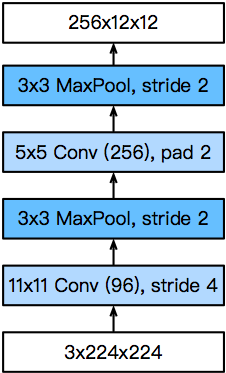 256x12x12
3x3 MaxPool, stride 2
5x5 Conv (256), pad 2
3x3 MaxPool, stride 2
11x11 Conv (96), stride 4
3x224x224